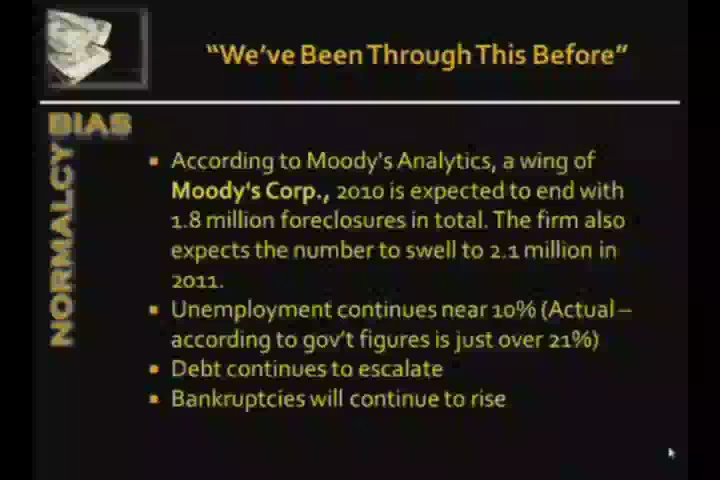 “We’ve Been Through This Before”
BIAS
NORMALCY
▪ According to Moody's Analytics, a wing of
Moody's Corp., 2010 is expected to end with
1.8 million foreclosures in total. The firm also
expects the number to swell to 2.1 million in
2011.
▪ Unemployment continues near 10% (Actual –
according to gov’t figures is just over 21%)
▪ Debt continues to escalate
▪ Bankruptcies will continue to rise